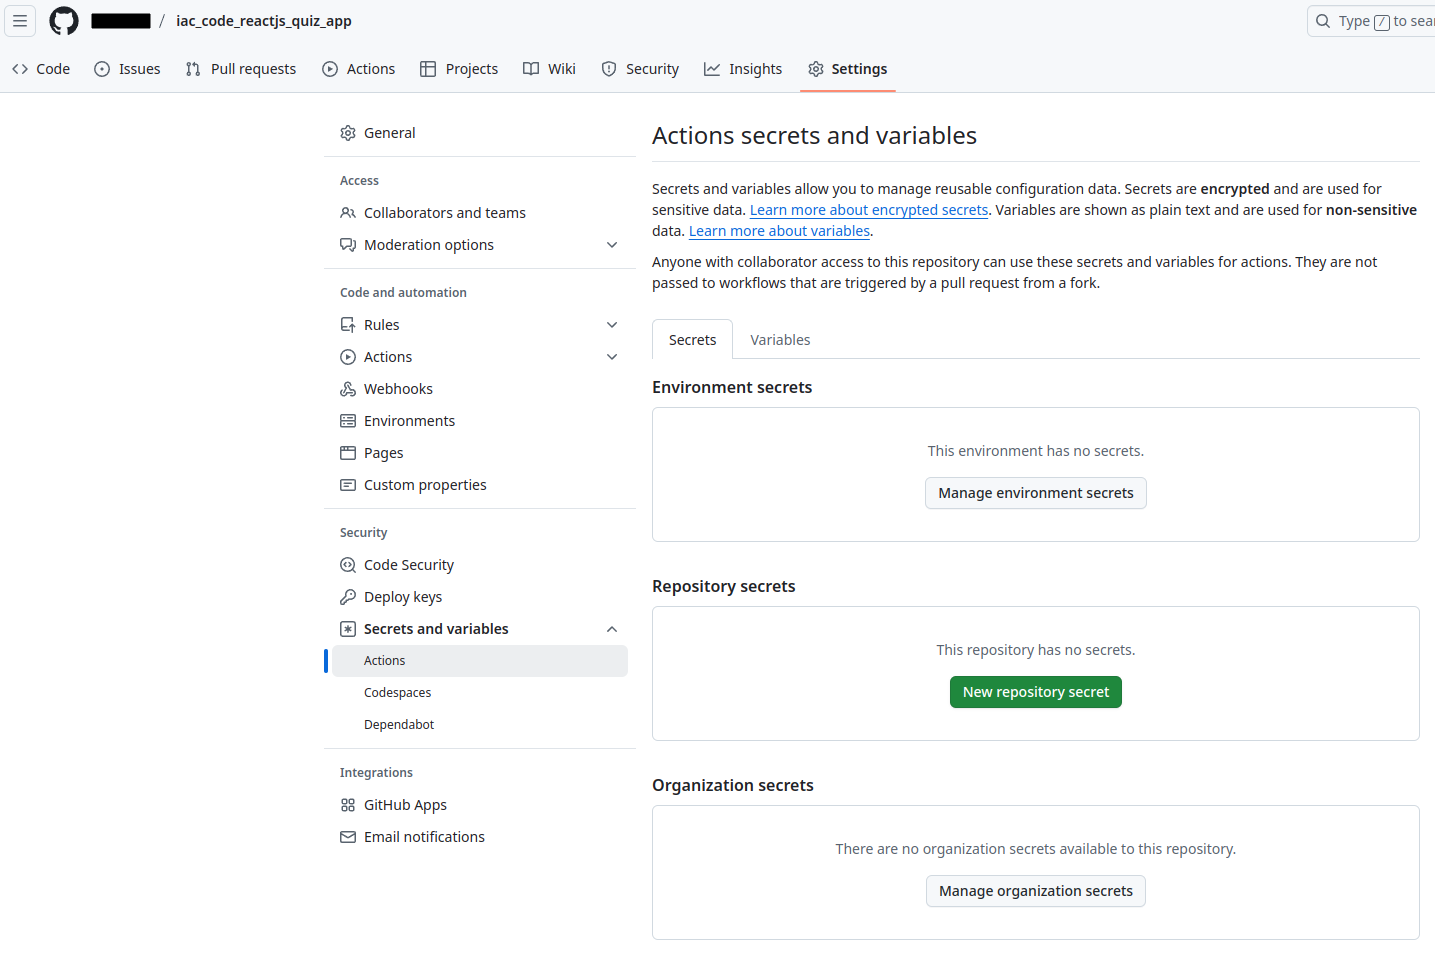 / iac_code_reactjs_quiz_app
Type / to sear
Code Issues Pull requests Actions Projects Wiki Security Insights Settings
General
Access
Collaborators and teams
Moderation options
Code and automation
Rules
Actions
Webhooks
Environments
Pages
Custom properties
Security
Code Security
Deploy keys
Secrets and variables
Actions
Codespaces
Dependabot
Integrations
GitHub Apps
Email notifications
Actions secrets and variables
Secrets and variables allow you to manage reusable configuration data. Secrets are encrypted and are used for
sensitive data. Learn more about encrypted secrets. Variables are shown as plain text and are used for non-sensitive
data. Learn more about variables.
Anyone with collaborator access to this repository can use these secrets and variables for actions. They are not
passed to workflows that are triggered by a pull request from a fork.
Secrets Variables
Environment secrets
This environment has no secrets.
Manage environment secrets
Repository secrets
This repository has no secrets.
New repository secret
Organization secrets
There are no organization secrets available to this repository.
Manage organization secrets